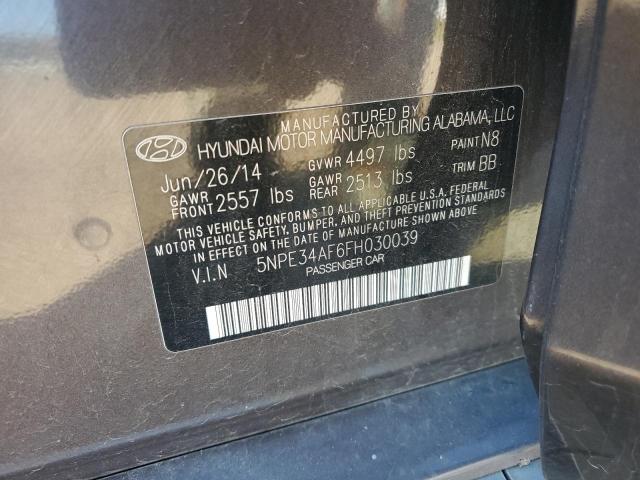 MANUFACTURED BY
HYUNDAI MOTOR MANUFACTURING ALABAMA, LLC
Jun/26/14 GVWR 4497 lbs PAINT N8
GAWR FRONT 2557 lbs GAWR REAR 2513 lbs TRIM BB
THIS VEHICLE CONFORMS TO ALL APPLICABLE U.S.A. FEDERAL
MOTOR VEHICLE SAFETY, BUMPER, AND THEFT PREVENTION STANDARDS
IN EFFECT ON THE DATE OF MANUFACTURE SHOWN ABOVE.
V.I.N 5NPE34AF6FH030039
PASSENGER CAR